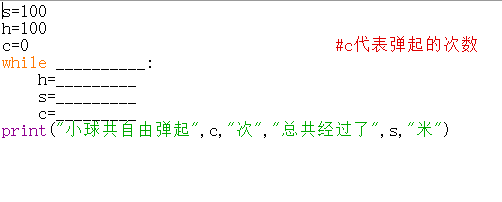 s=100
h=100
c=0 #c代表弹起的次数
while __________:
    h=_________
    s=_________
    c=_________
print("小球共自由弹起",c,"次","总共经过了",s,"米")